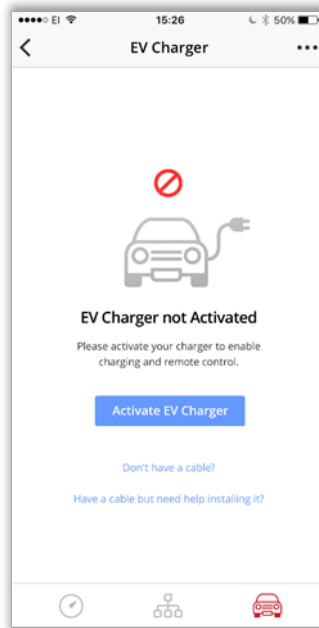 EI 15:26 50%
EV Charger
EV Charger not Activated
Please activate your charger to enable
charging and remote control.
Activate EV Charger
Don't have a cable?
Have a cable but need help installing it?